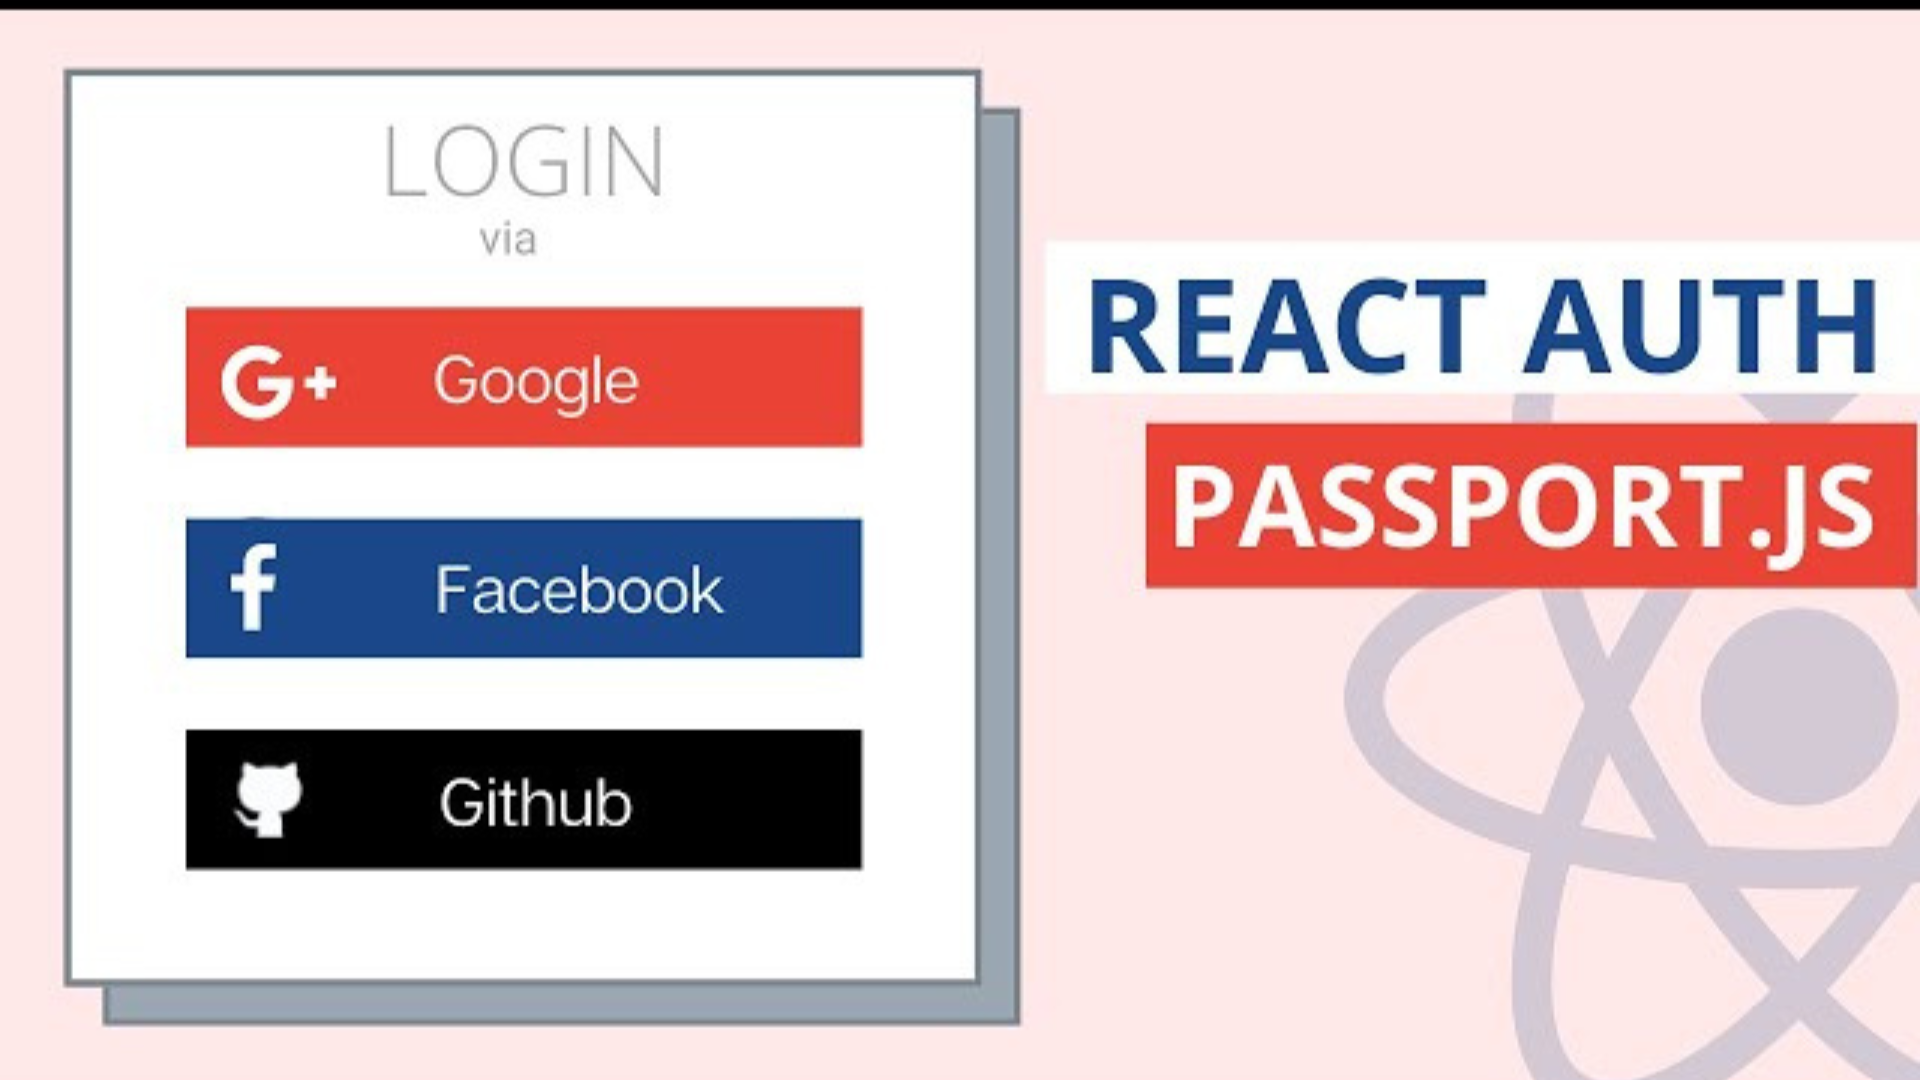 LOGIN
via
G+ Google
f Facebook
Github
REACT AUTH
PASSPORT.JS